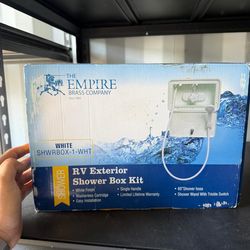 THE
EMPIRE
BRASS COMPANY
WHITE
SHWRBOX-1-WHT
SHOWER
RV Exterior
Shower Box Kit
• White Finish
• Washerless Cartridge
• Easy Installation
• Single Handle
• Limited Lifetime Warranty
• 60" Shower hose
• Shower Wand With Trickle Switch